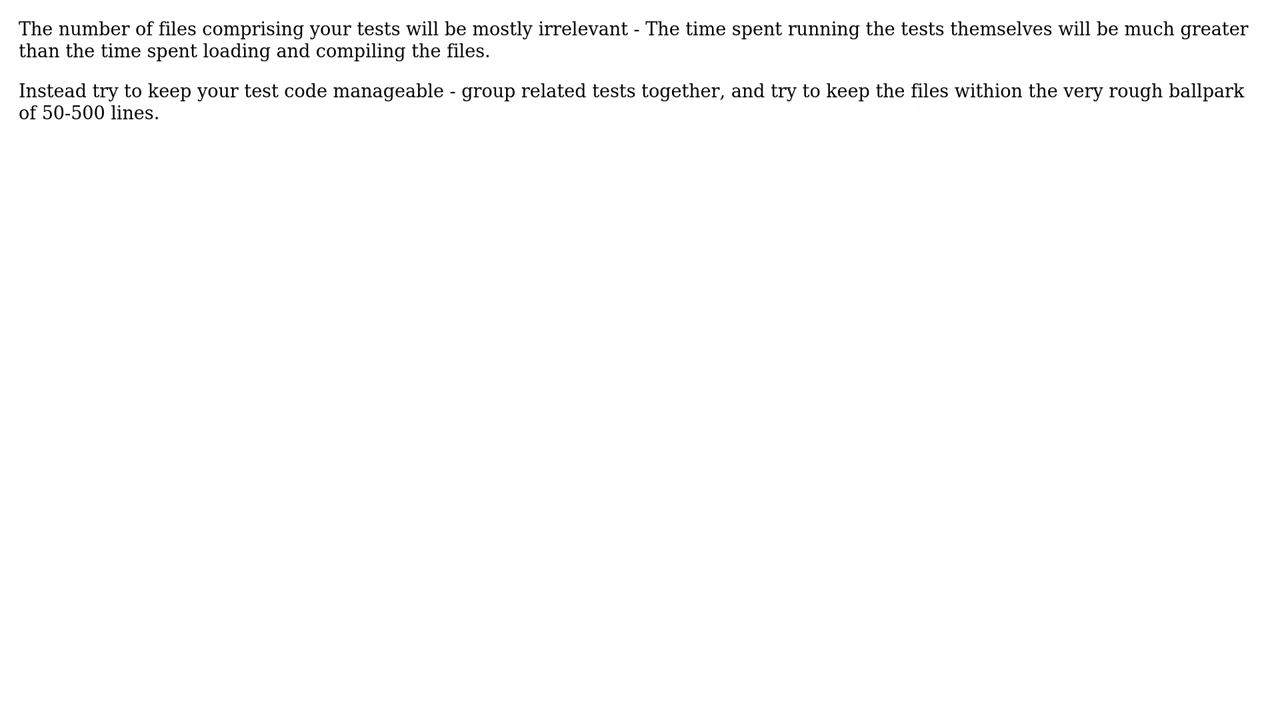 The number of files comprising your tests will be mostly irrelevant - The time spent running the tests themselves will be much greater
than the time spent loading and compiling the files.
Instead try to keep your test code manageable - group related tests together, and try to keep the files withion the very rough ballpark
of 50-500 lines.